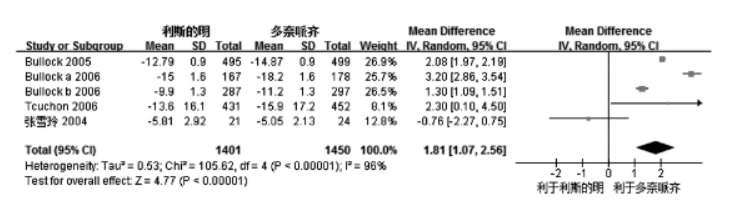 利斯的明 多奈哌齐 Mean Difference Mean Difference
Study or Subgroup Mean SD Total Mean SD Total Weight IV, Random, 95% CI IV, Random, 95% CI
Bullock 2005 -12.79 0.9 495 -14.87 0.9 499 26.9% 2.08 [1.97, 2.19]
Bullock a 2006 -15 1.6 167 -18.2 1.6 178 25.7% 3.20 [2.86, 3.54]
Bullock b 2006 -9.9 1.3 287 -11.2 1.3 297 26.5% 1.30 [1.09, 1.51]
Tcuchon 2006 -13.6 16.1 431 -15.9 17.2 452 8.1% 2.30 [0.10, 4.50]
张雪玲 2004 -5.81 2.92 21 -5.05 2.13 24 12.8% -0.76 [-2.27, 0.75]
Total (95% CI) 1401 1450 100.0% 1.81 [1.07, 2.56]
Heterogeneity: Tau² = 0.53; Chi² = 105.62, df = 4 (P < 0.00001); I² = 96%
Test for overall effect: Z = 4.77 (P < 0.00001)
-2 -1 0 1 2
利于利斯的明 利于多奈哌齐